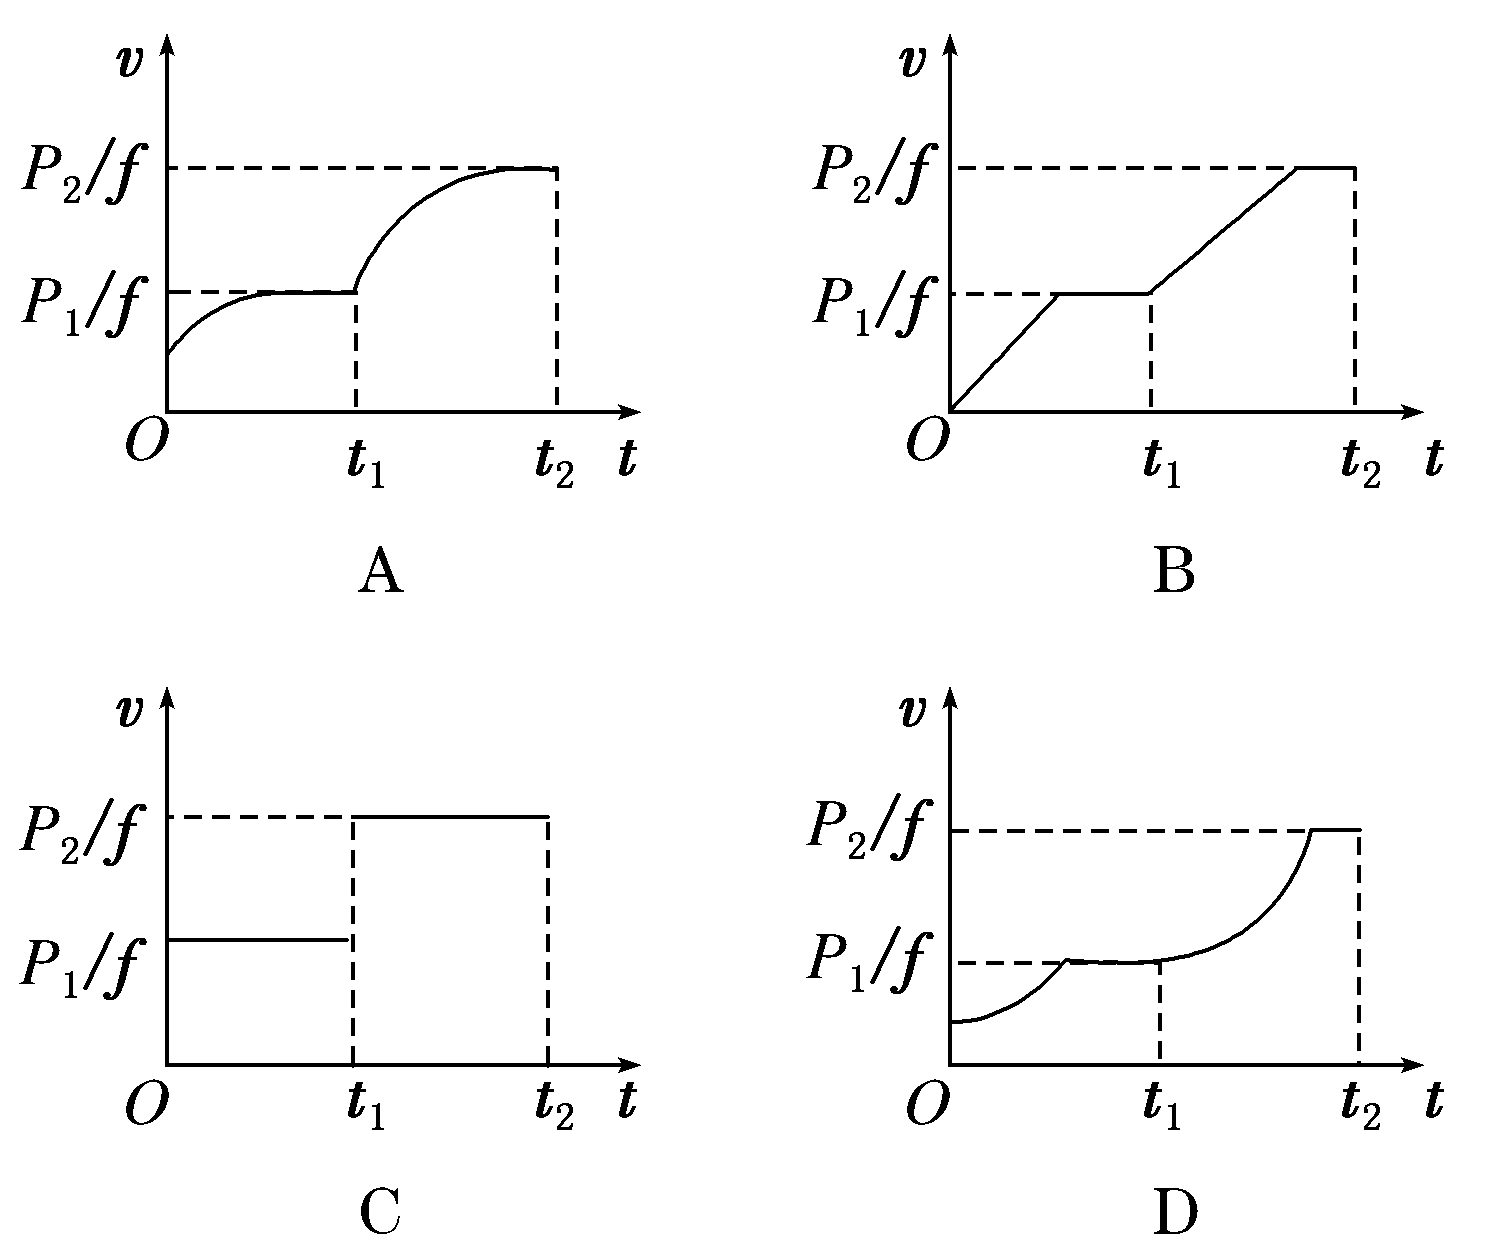 v v
P₂/f P₂/f
P₁/f P₁/f
O t₁ t₂ t O t₁ t₂ t
A B
v v
P₂/f P₂/f
P₁/f P₁/f
O t₁ t₂ t O t₁ t₂ t
C D